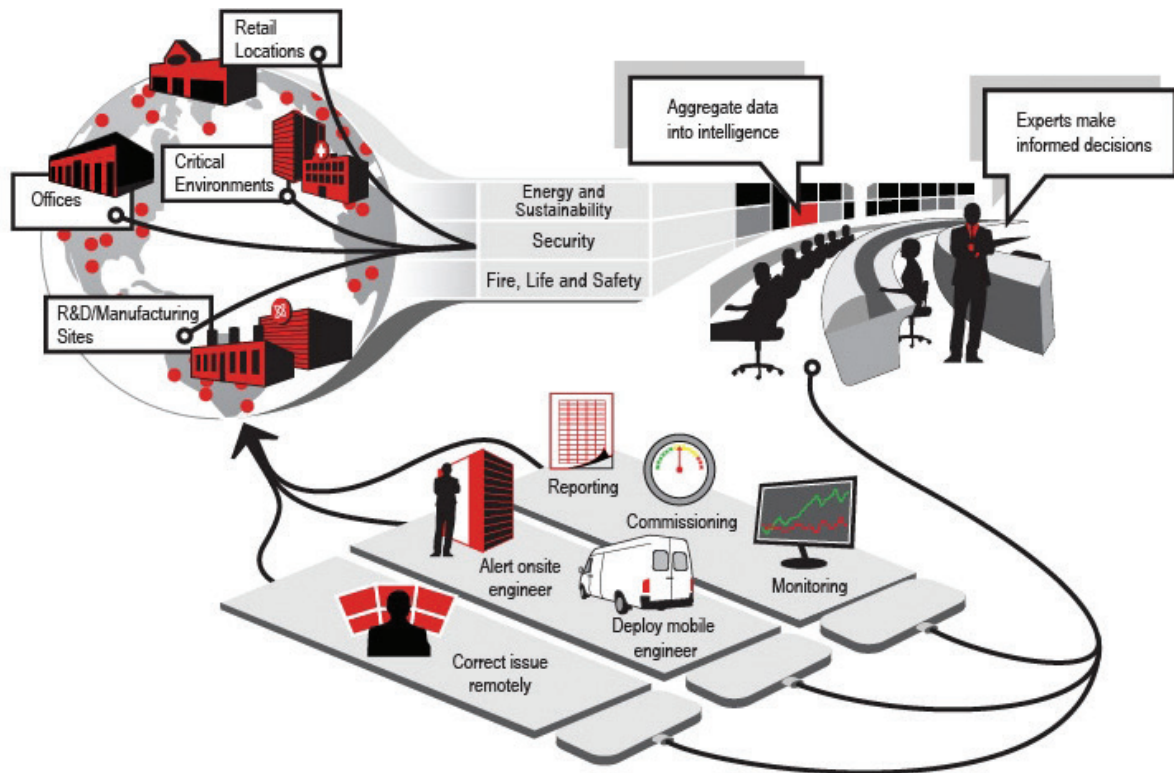 Retail
Locations
Critical
Environments
Offices
R&D/Manufacturing
Sites
Energy and
Sustainability
Security
Fire, Life and Safety
Aggregate data
into intelligence
Experts make
informed decisions
Reporting
Commissioning
Monitoring
Alert onsite
engineer
Deploy mobile
engineer
Correct issue
remotely